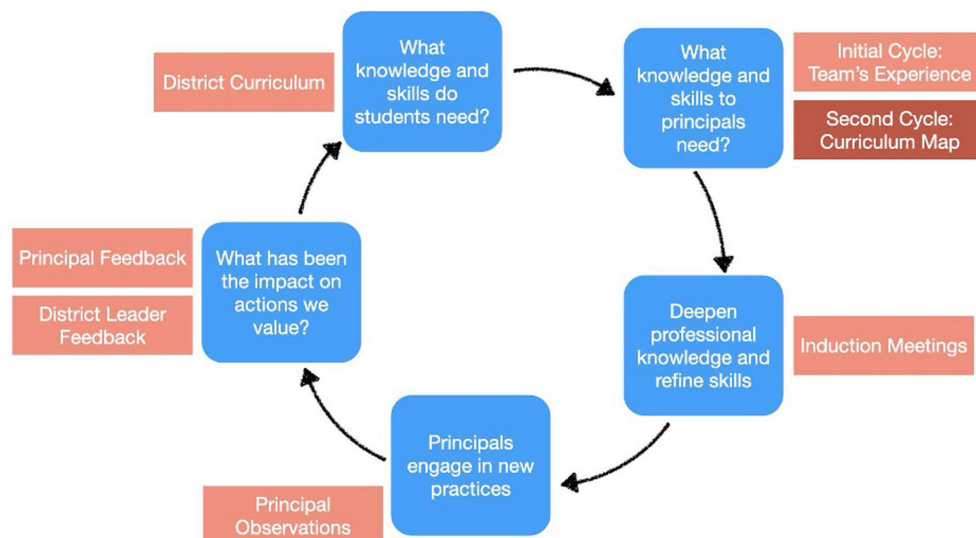 What
knowledge and
skills do
students need?
District Curriculum
What
knowledge and
skills to
principals
need?
Initial Cycle:
Team's Experience
Second Cycle:
Curriculum Map
Deepen
professional
knowledge and
refine skills
Induction Meetings
Principals
engage in new
practices
Principal
Observations
What has been
the impact on
actions we
value?
Principal Feedback
District Leader
Feedback